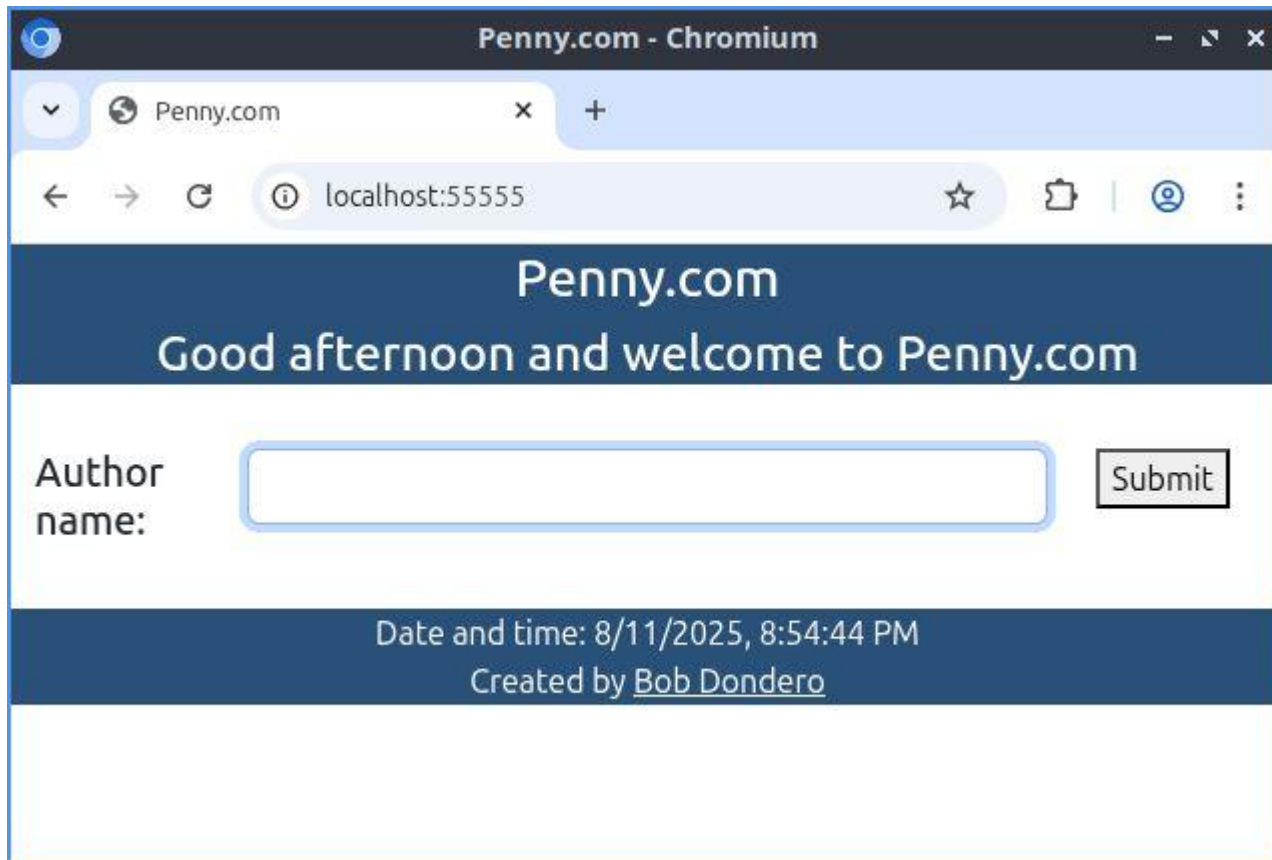 Penny.com - Chromium
Penny.com
localhost:55555
Penny.com
Good afternoon and welcome to Penny.com
Author
name:
Submit
Date and time: 8/11/2025, 8:54:44 PM
Created by Bob Dondero